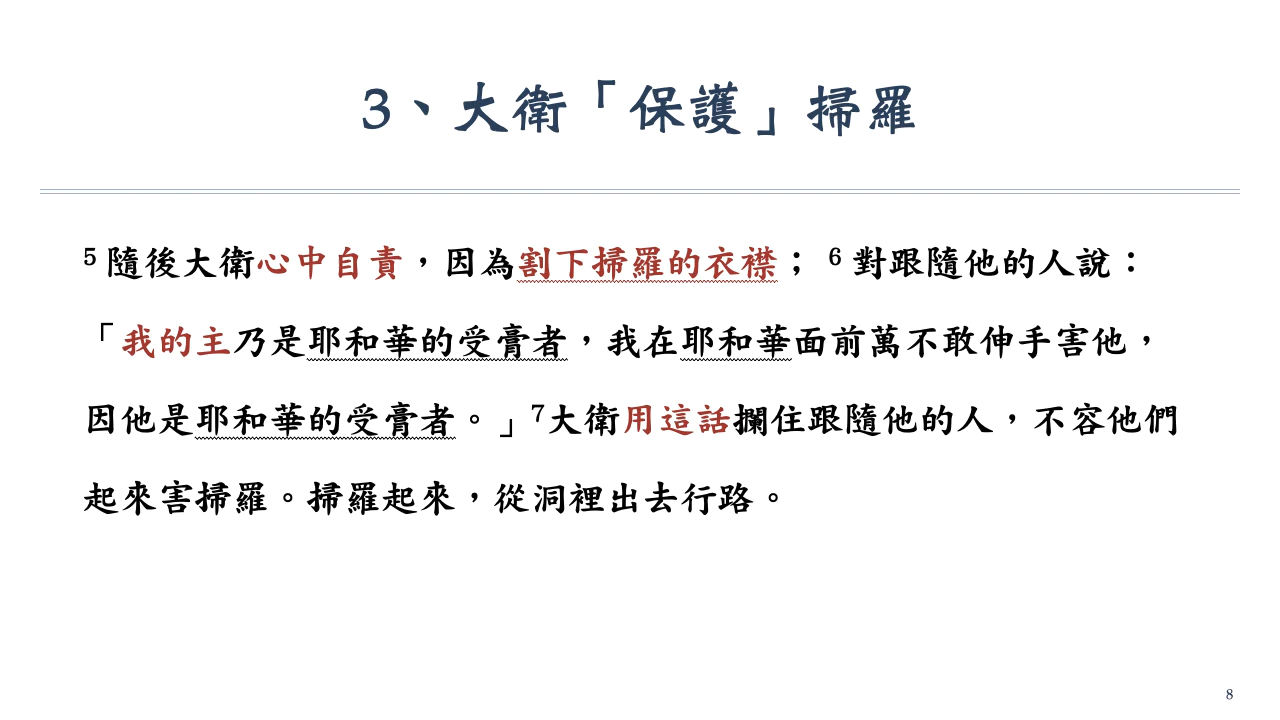 3、大衛「保護」掃羅
5 隨後大衛心中自責，因為割下掃羅的衣襟； 6 對跟隨他的人說：
「我的主乃是耶和華的受膏者，我在耶和華面前萬不敢伸手害他，
因他是耶和華的受膏者。」7大衛用這話攔住跟隨他的人，不容他們
起來害掃羅。掃羅起來，從洞裡出去行路。
8